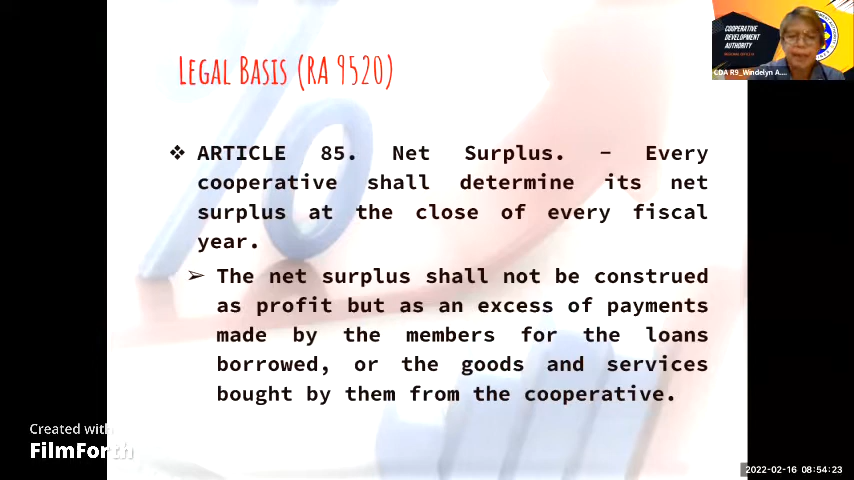 COOPERATIVE
DEVELOPMENT
AUTHORITY
CDA R9_Windelyn A....
Legal Basis (RA 9520)
❖ ARTICLE 85. Net Surplus. – Every
cooperative shall determine its net
surplus at the close of every fiscal
year.
➢ The net surplus shall not be construed
as profit but as an excess of payments
made by the members for the loans
borrowed, or the goods and services
bought by them from the cooperative.
Created with
FilmForth
2022-02-16 08:54:23